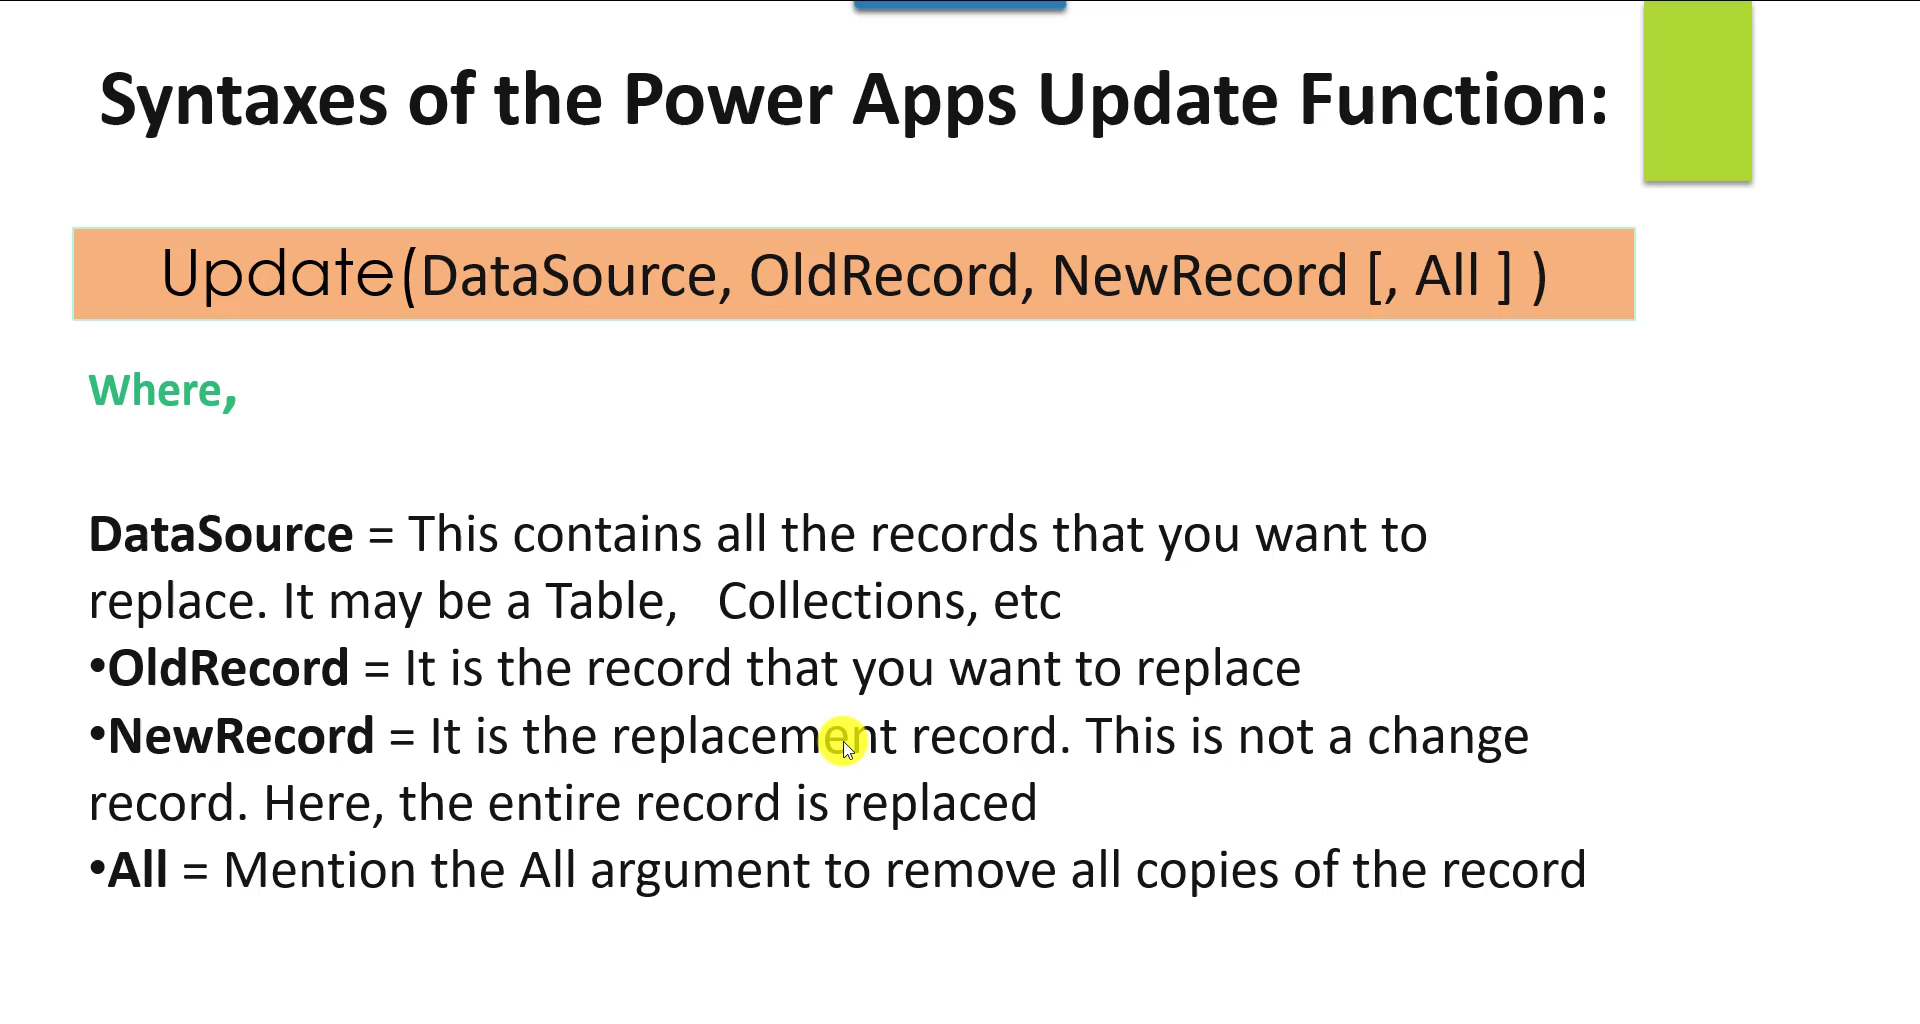 Syntaxes of the Power Apps Update Function:
Update(DataSource, OldRecord, NewRecord [, All ] )
Where,
DataSource = This contains all the records that you want to
replace. It may be a Table,   Collections, etc
•OldRecord = It is the record that you want to replace
•NewRecord = It is the replacement record. This is not a change
record. Here, the entire record is replaced
•All = Mention the All argument to remove all copies of the record